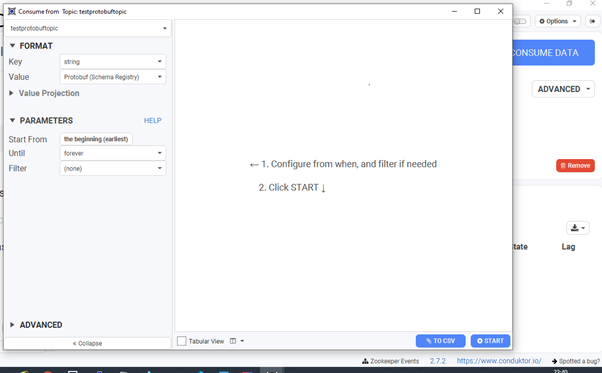 Consume from Topic: testprotobuftopic
testprotobuftopic
FORMAT
Key string
Value Protobuf (Schema Registry)
Value Projection
PARAMETERS HELP
Start From the beginning (earliest)
Until forever
Filter (none)
ADVANCED
« Collapse
← 1. Configure from when, and filter if needed
2. Click START ↓
Tabular View
TO CSV
START
Options
CONSUME DATA
ADVANCED
Remove
Lag
Zookeeper Events 2.7.2 https://www.conduktor.io/ Spotted a bug?